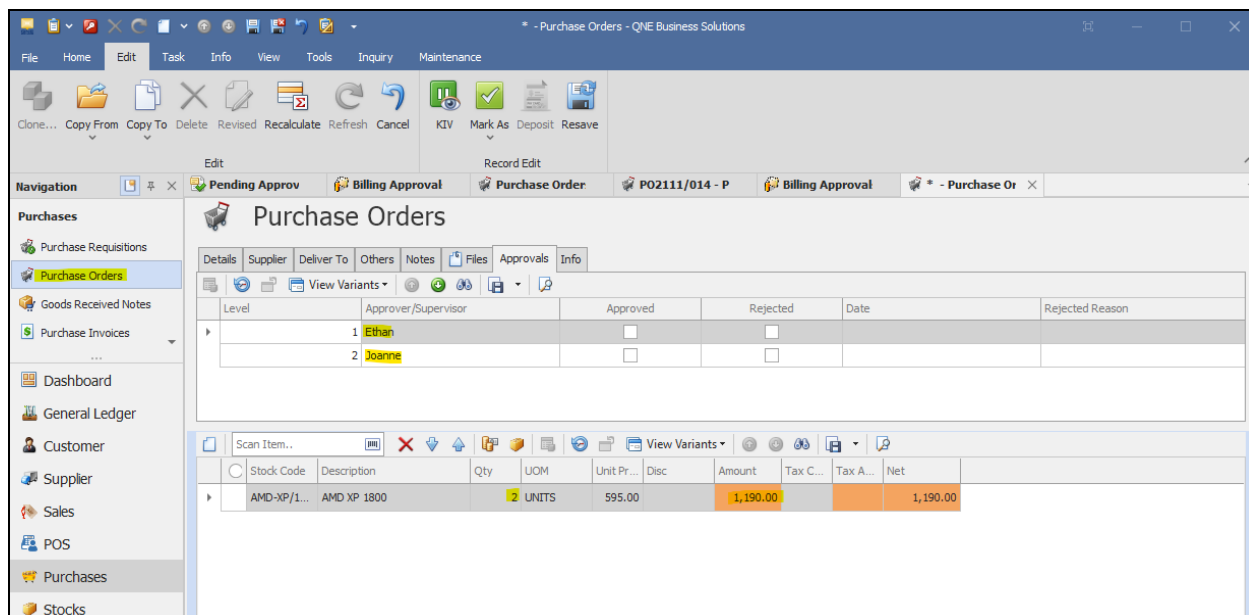 * - Purchase Orders - QNE Business Solutions
File Home Edit Task Info View Tools Inquiry Maintenance
Clone... Copy From Copy To Delete Revised Recalculate Refresh Cancel KIV Mark As Deposit Resave
Edit Record Edit
Navigation Pending Approv Billing Approval Purchase Order PO2111/014 - P Billing Approval * - Purchase Or
Purchases
Purchase Orders
Purchase Requisitions
Purchase Orders
Goods Received Notes
Purchase Invoices
...
Dashboard
General Ledger
Customer
Supplier
Sales
POS
Purchases
Stocks
Details Supplier Deliver To Others Notes Files Approvals Info
View Variants
Level Approver/Supervisor Approved Rejected Date Rejected Reason
1 Ethan
2 Joanne
Scan Item.. View Variants
Stock Code Description Qty UOM Unit Pr... Disc Amount Tax C... Tax A... Net
AMD-XP/1... AMD XP 1800 2 UNITS 595.00 1,190.00 1,190.00